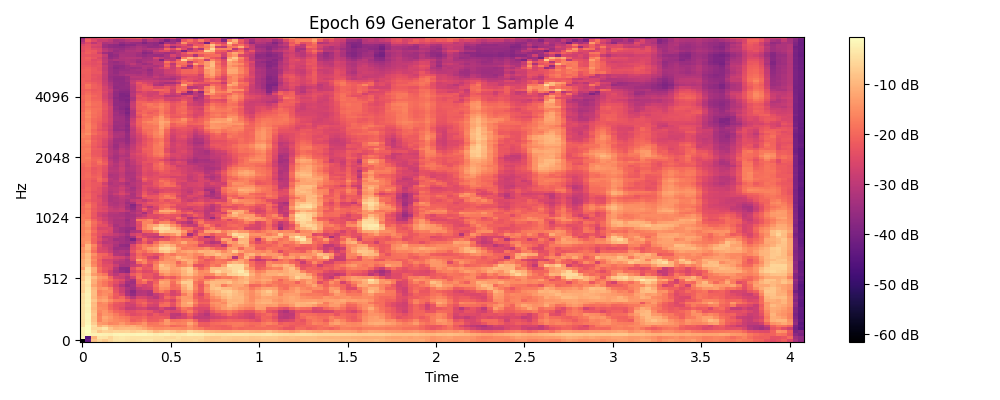 Epoch 69 Generator 1 Sample 4
Hz
4096
2048
1024
512
0
0
0.5
1
1.5
2
2.5
3
3.5
4
Time
-10 dB
-20 dB
-30 dB
-40 dB
-50 dB
-60 dB